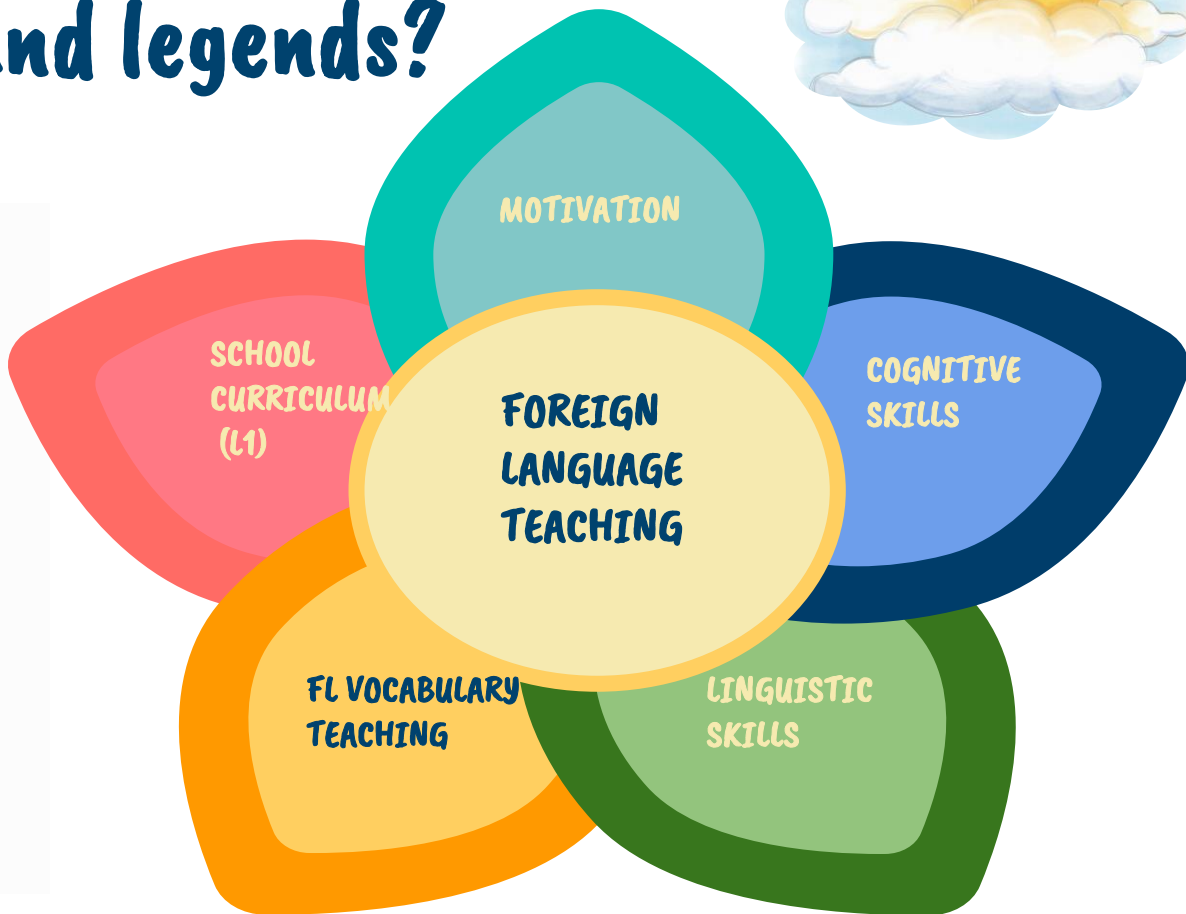 nd legends?
MOTIVATION
SCHOOL
CURRICULUM
(L1)
COGNITIVE
SKILLS
FOREIGN
LANGUAGE
TEACHING
FL VOCABULARY
TEACHING
LINGUISTIC
SKILLS